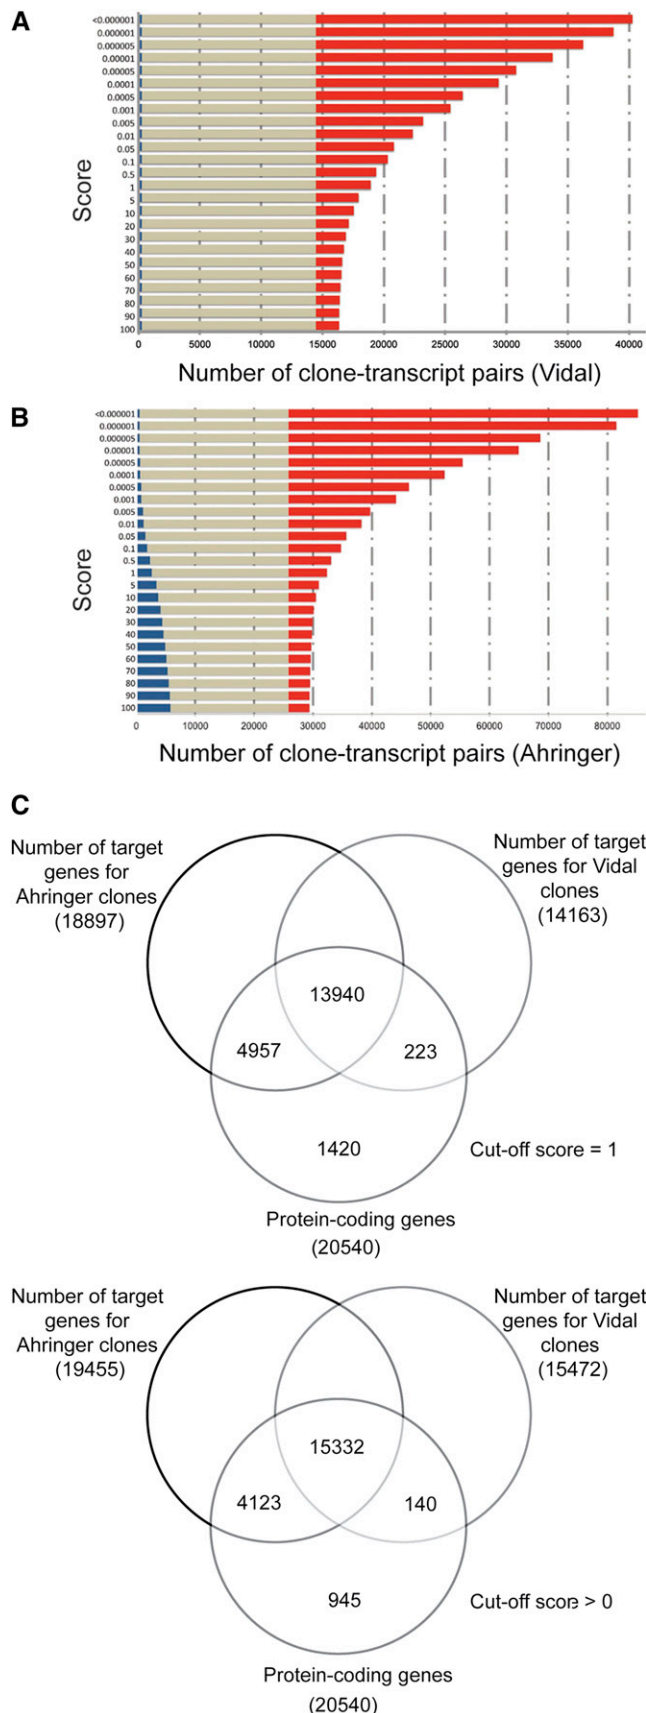 A
<0.000001
0.000001
0.000005
0.00001
0.00005
0.0001
0.0005
0.001
0.005
0.01
0.05
0.1
0.5
1
5
10
20
30
40
50
60
70
80
90
100
Score
0 5000 10000 15000 20000 25000 30000 35000 40000
Number of clone-transcript pairs (Vidal)
B
<0.000001
0.000001
0.000005
0.00001
0.00005
0.0001
0.0005
0.001
0.005
0.01
0.05
0.1
0.5
1
5
10
20
30
40
50
60
70
80
90
100
Score
0 10000 20000 30000 40000 50000 60000 70000 80000
Number of clone-transcript pairs (Ahringer)
C
Number of target
genes for
Ahringer clones
(18897)
Number of target
genes for Vidal
clones
(14163)
13940
4957
223
1420
Cut-off score = 1
Protein-coding genes
(20540)
Number of target
genes for
Ahringer clones
(19455)
Number of target
genes for Vidal
clones
(15472)
15332
4123
140
945
Cut-off score > 0
Protein-coding genes
(20540)